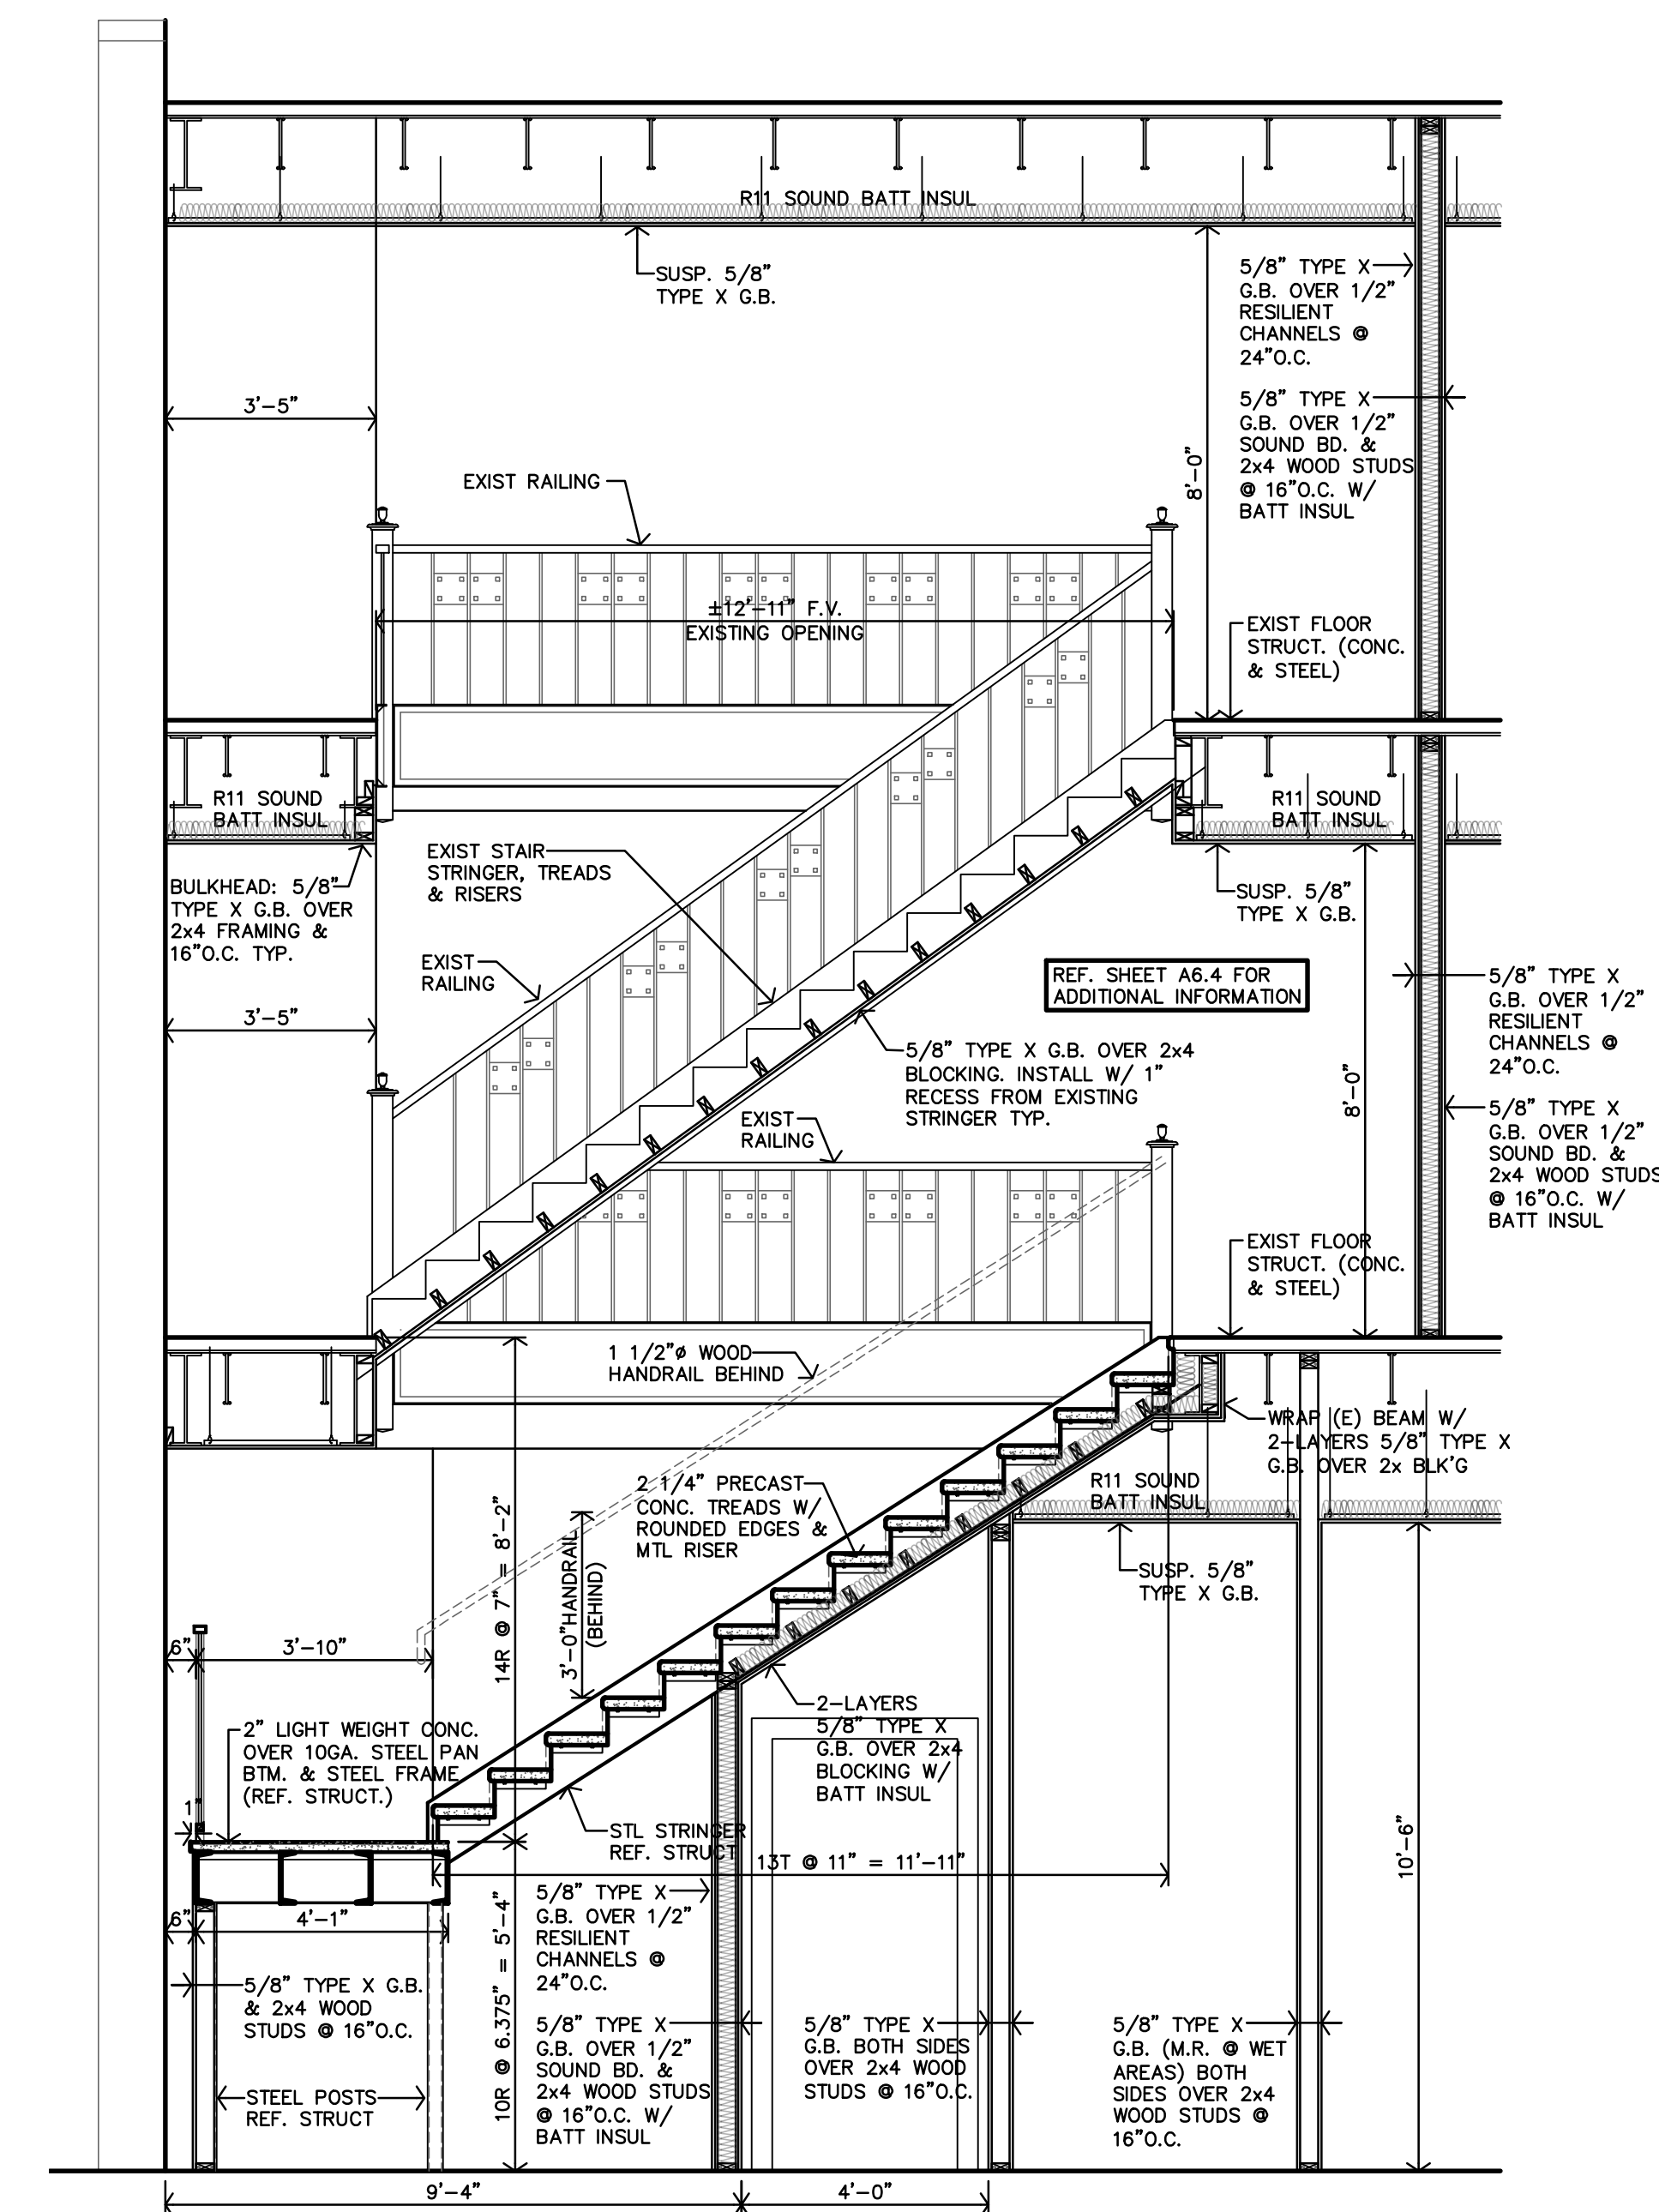 R11 SOUND BATT INSUL
SUSP. 5/8"
TYPE X G.B.
5/8" TYPE X
G.B. OVER 1/2"
RESILIENT
CHANNELS @
24"O.C.
3'-5"
5/8" TYPE X
G.B. OVER 1/2"
SOUND BD. &
2x4 WOOD STUDS
@ 16"O.C. W/
BATT INSUL
8'-0"
EXIST RAILING
±12'-11" F.V.
EXISTING OPENING
EXIST FLOOR
STRUCT. (CONC.
& STEEL)
R11 SOUND
BATT INSUL
R11 SOUND
BATT INSUL
EXIST STAIR
STRINGER, TREADS
& RISERS
BULKHEAD: 5/8"
TYPE X G.B. OVER
2x4 FRAMING &
16"O.C. TYP.
SUSP. 5/8"
TYPE X G.B.
EXIST
RAILING
REF. SHEET A6.4 FOR
ADDITIONAL INFORMATION
5/8" TYPE X
G.B. OVER 1/2"
RESILIENT
CHANNELS @
24"O.C.
3'-5"
5/8" TYPE X G.B. OVER 2x4
BLOCKING. INSTALL W/ 1"
RECESS FROM EXISTING
STRINGER TYP.
8'-0"
EXIST
RAILING
5/8" TYPE X
G.B. OVER 1/2"
SOUND BD. &
2x4 WOOD STUDS
@ 16"O.C. W/
BATT INSUL
EXIST FLOOR
STRUCT. (CONC.
& STEEL)
1 1/2"ø WOOD
HANDRAIL BEHIND
WRAP (E) BEAM W/
2-LAYERS 5/8" TYPE X
G.B. OVER 2x BLK'G
2 1/4" PRECAST
CONC. TREADS W/
ROUNDED EDGES &
MTL RISER
R11 SOUND
BATT INSUL
14R @ 7" = 8'-2"
3'-0"HANDRAIL
(BEHIND)
SUSP. 5/8"
TYPE X G.B.
6"
3'-10"
2-LAYERS
5/8" TYPE X
G.B. OVER 2x4
BLOCKING W/
BATT INSUL
2" LIGHT WEIGHT CONC.
OVER 10GA. STEEL PAN
BTM. & STEEL FRAME
(REF. STRUCT.)
1"
STL STRINGER
REF. STRUCT
13T @ 11" = 11'-11"
10'-6"
6"
4'-1"
10R @ 6.375" = 5'-4"
5/8" TYPE X
G.B. OVER 1/2"
RESILIENT
CHANNELS @
24"O.C.
5/8" TYPE X G.B.
& 2x4 WOOD
STUDS @ 16"O.C.
5/8" TYPE X
G.B. OVER 1/2"
SOUND BD. &
2x4 WOOD STUDS
@ 16"O.C. W/
BATT INSUL
5/8" TYPE X
G.B. BOTH SIDES
OVER 2x4 WOOD
STUDS @ 16"O.C.
5/8" TYPE X
G.B. (M.R. @ WET
AREAS) BOTH
SIDES OVER 2x4
WOOD STUDS @
16"O.C.
STEEL POSTS
REF. STRUCT
9'-4"
4'-0"